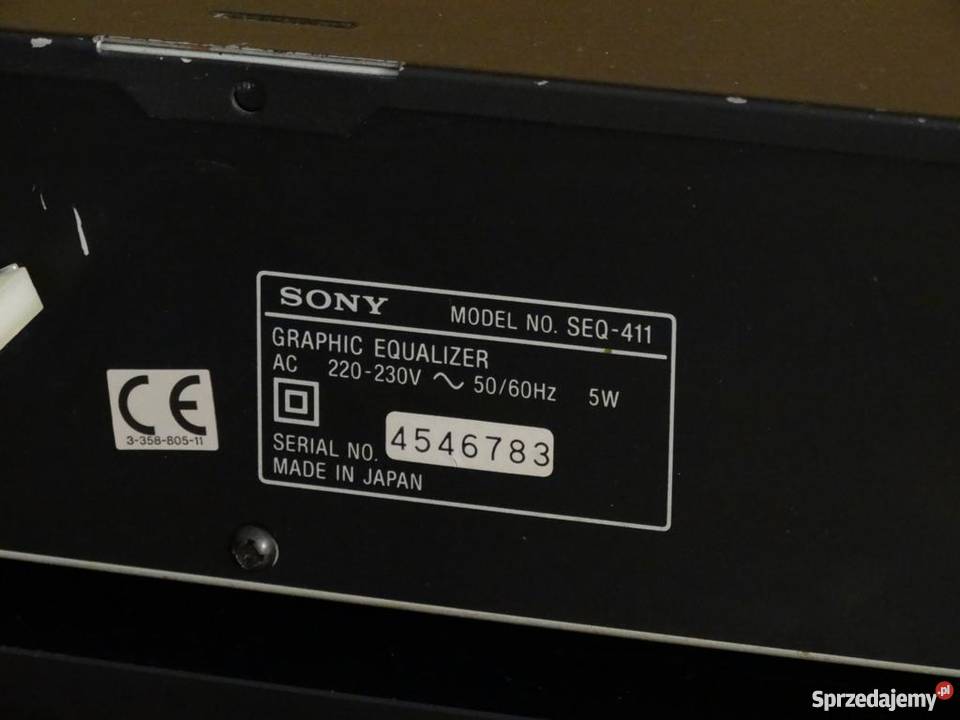 SONY MODEL NO. SEQ-411
GRAPHIC EQUALIZER
AC 220-230V ~ 50/60Hz 5W
SERIAL NO. 4546783
MADE IN JAPAN
CE
3-358-805-11
Sprzedajemy.pl